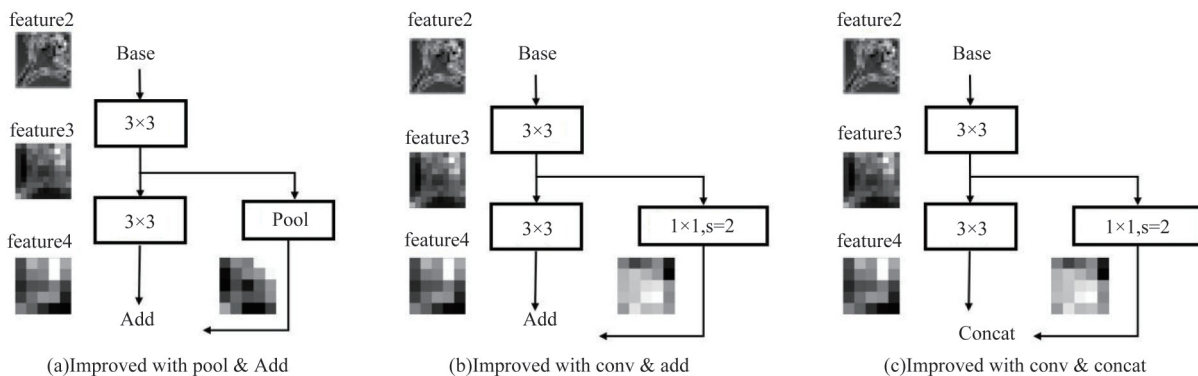 feature2
Base
3×3
feature3
3×3
Pool
feature4
Add
(a)Improved with pool & Add
feature2
Base
3×3
feature3
3×3
1×1,s=2
feature4
Add
(b)Improved with conv & add
feature2
Base
3×3
feature3
3×3
1×1,s=2
feature4
Concat
(c)Improved with conv & concat